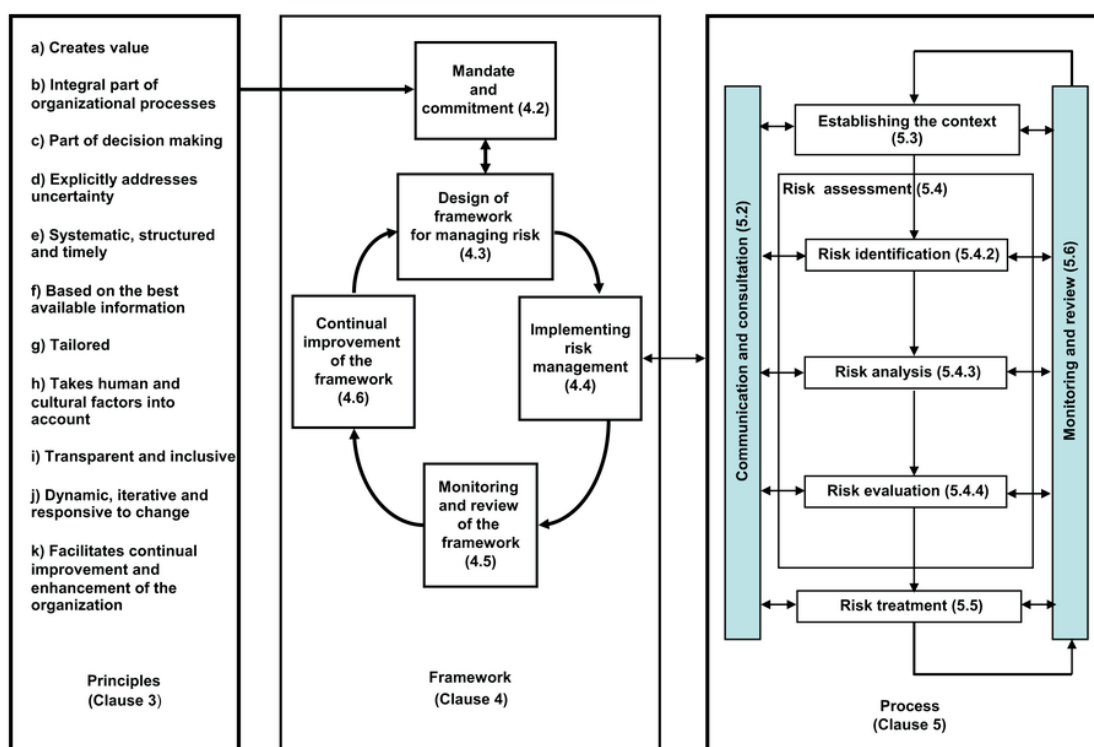 a) Creates value
b) Integral part of
organizational processes
c) Part of decision making
d) Explicitly addresses
uncertainty
e) Systematic, structured
and timely
f) Based on the best
available information
g) Tailored
h) Takes human and
cultural factors into
account
i) Transparent and inclusive
j) Dynamic, iterative and
responsive to change
k) Facilitates continual
improvement and
enhancement of the
organization
Principles
(Clause 3)
Mandate
and
commitment (4.2)
Design of
framework
for managing risk
(4.3)
Continual
improvement
of the
framework
(4.6)
Implementing
risk
management
(4.4)
Monitoring
and review
of the
framework
(4.5)
Framework
(Clause 4)
Communication and consultation (5.2)
Establishing the context
(5.3)
Risk assessment (5.4)
Risk identification (5.4.2)
Risk analysis (5.4.3)
Risk evaluation (5.4.4)
Risk treatment (5.5)
Monitoring and review (5.6)
Process
(Clause 5)